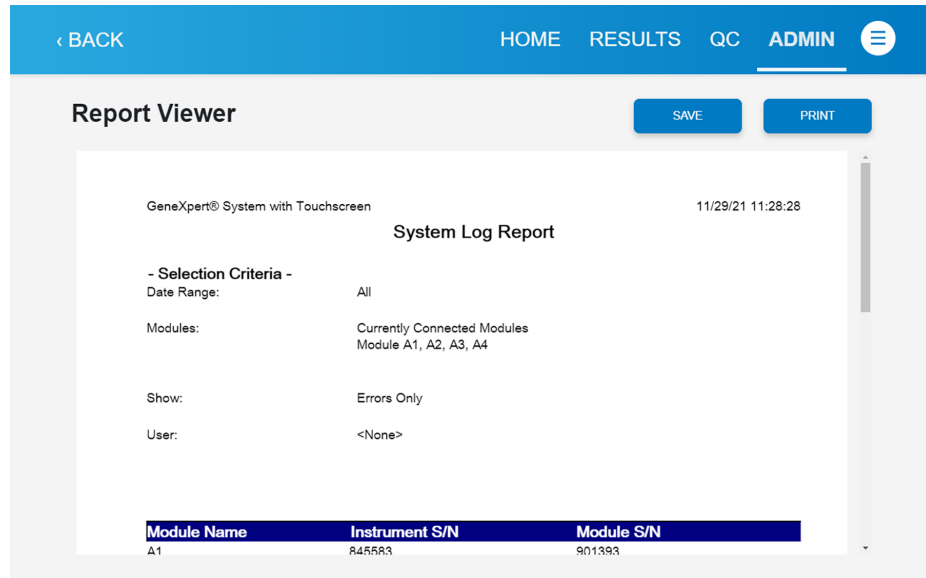 ‹ BACK HOME RESULTS QC ADMIN
Report Viewer SAVE PRINT
GeneXpert® System with Touchscreen 11/29/21 11:28:28
System Log Report
- Selection Criteria -
Date Range: All
Modules: Currently Connected Modules
Module A1, A2, A3, A4
Show: Errors Only
User: <None>
Module Name Instrument S/N Module S/N
A1 845583 901393